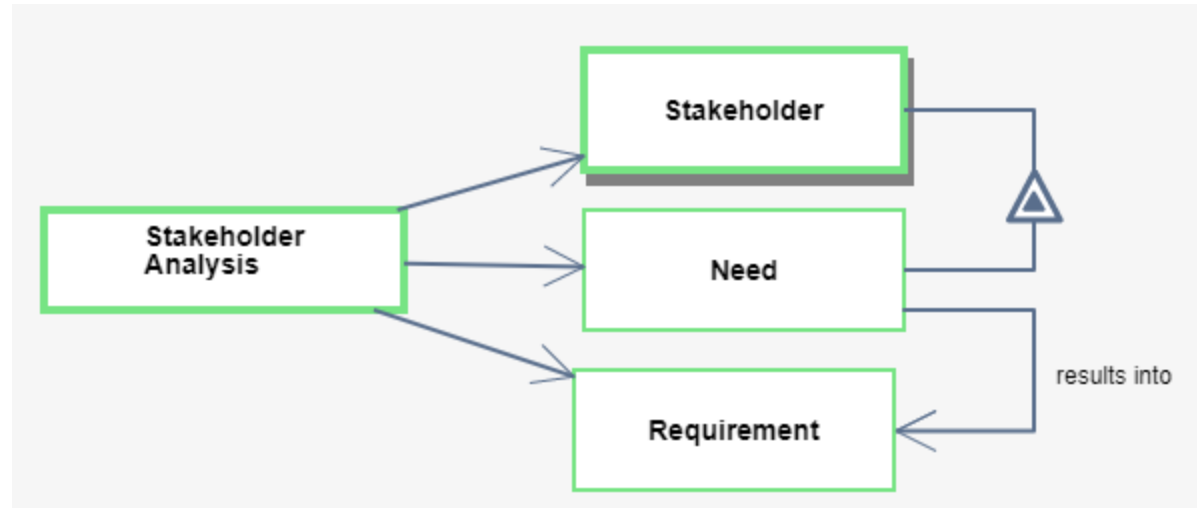 Stakeholder
Stakeholder
Analysis
Need
results into
Requirement